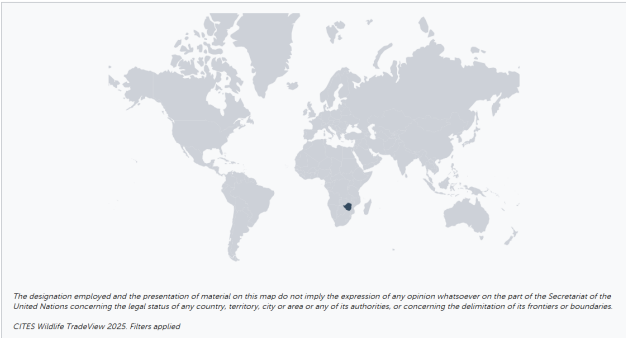 The designation employed and the presentation of material on this map do not imply the expression of any opinion whatsoever on the part of the Secretariat of the
United Nations concerning the legal status of any country, territory, city or area or any of its authorities, or concerning the delimitation of its frontiers or boundaries.
CITES Wildlife TradeView 2025. Filters applied